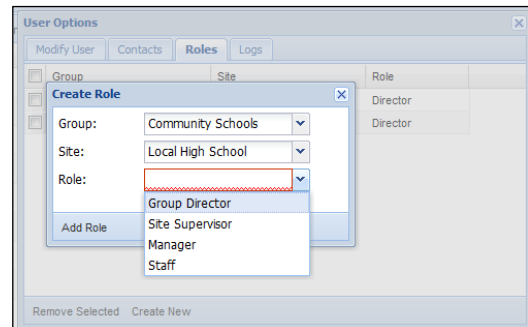 User Options
Modify User Contacts Roles Logs
Group Site Role
Create Role
Director
Group: Community Schools
Director
Site: Local High School
Role:
Group Director
Add Role
Site Supervisor
Manager
Staff
Remove Selected Create New